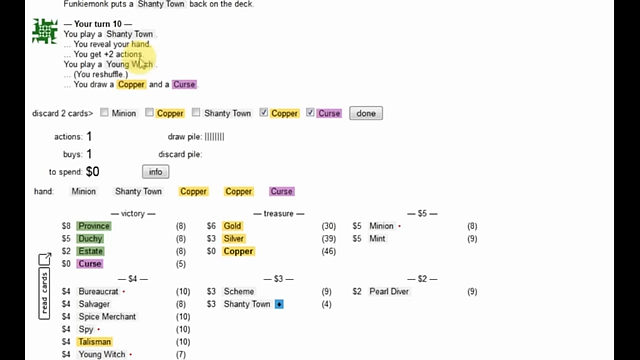 Funkiemonk puts a Shanty Town back on the deck.
— Your turn 10 —
You play a Shanty Town.
... You reveal your hand.
... You get +2 actions.
You play a Young Witch.
... (You reshuffle.)
... You draw a Copper and a Curse.
discard 2 cards> Minion Copper Shanty Town Copper Curse done
actions: 1 draw pile: ||||||||
buys: 1 discard pile:
to spend: $0 info
hand: Minion Shanty Town Copper Copper Curse
— victory — — treasure — — $5 —
$8 Province (8) $6 Gold (30) $5 Minion • (8)
$5 Duchy (8) $3 Silver (39) $5 Mint (9)
$2 Estate (8) $0 Copper (46)
$0 Curse (5)
read cards
— $4 — — $3 — — $2 —
$4 Bureaucrat • (10) $3 Scheme (9) $2 Pearl Diver (9)
$4 Salvager (8) $3 Shanty Town ♦ (4)
$4 Spice Merchant (10)
$4 Spy • (10)
$4 Talisman (10)
$4 Young Witch • (7)